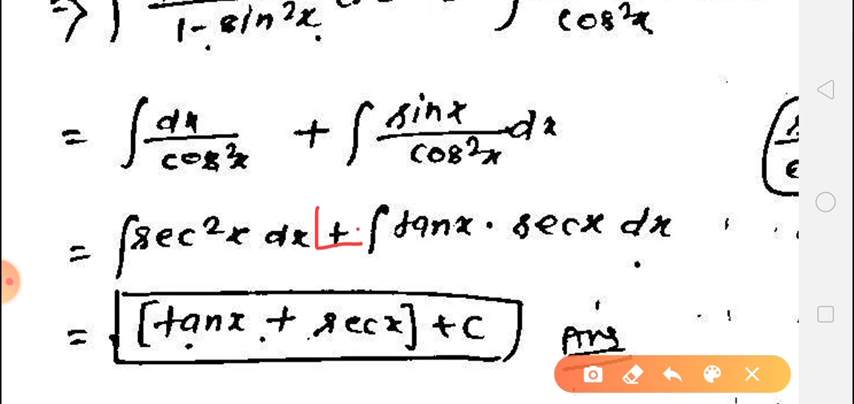 => ∫ 1 - sin²x ∫ cos²x
= ∫ dx/cos²x + ∫ sinx/cos²x dx
= ∫sec²x dx + ∫tanx · secx dx
= [tanx + secx] + C Ans